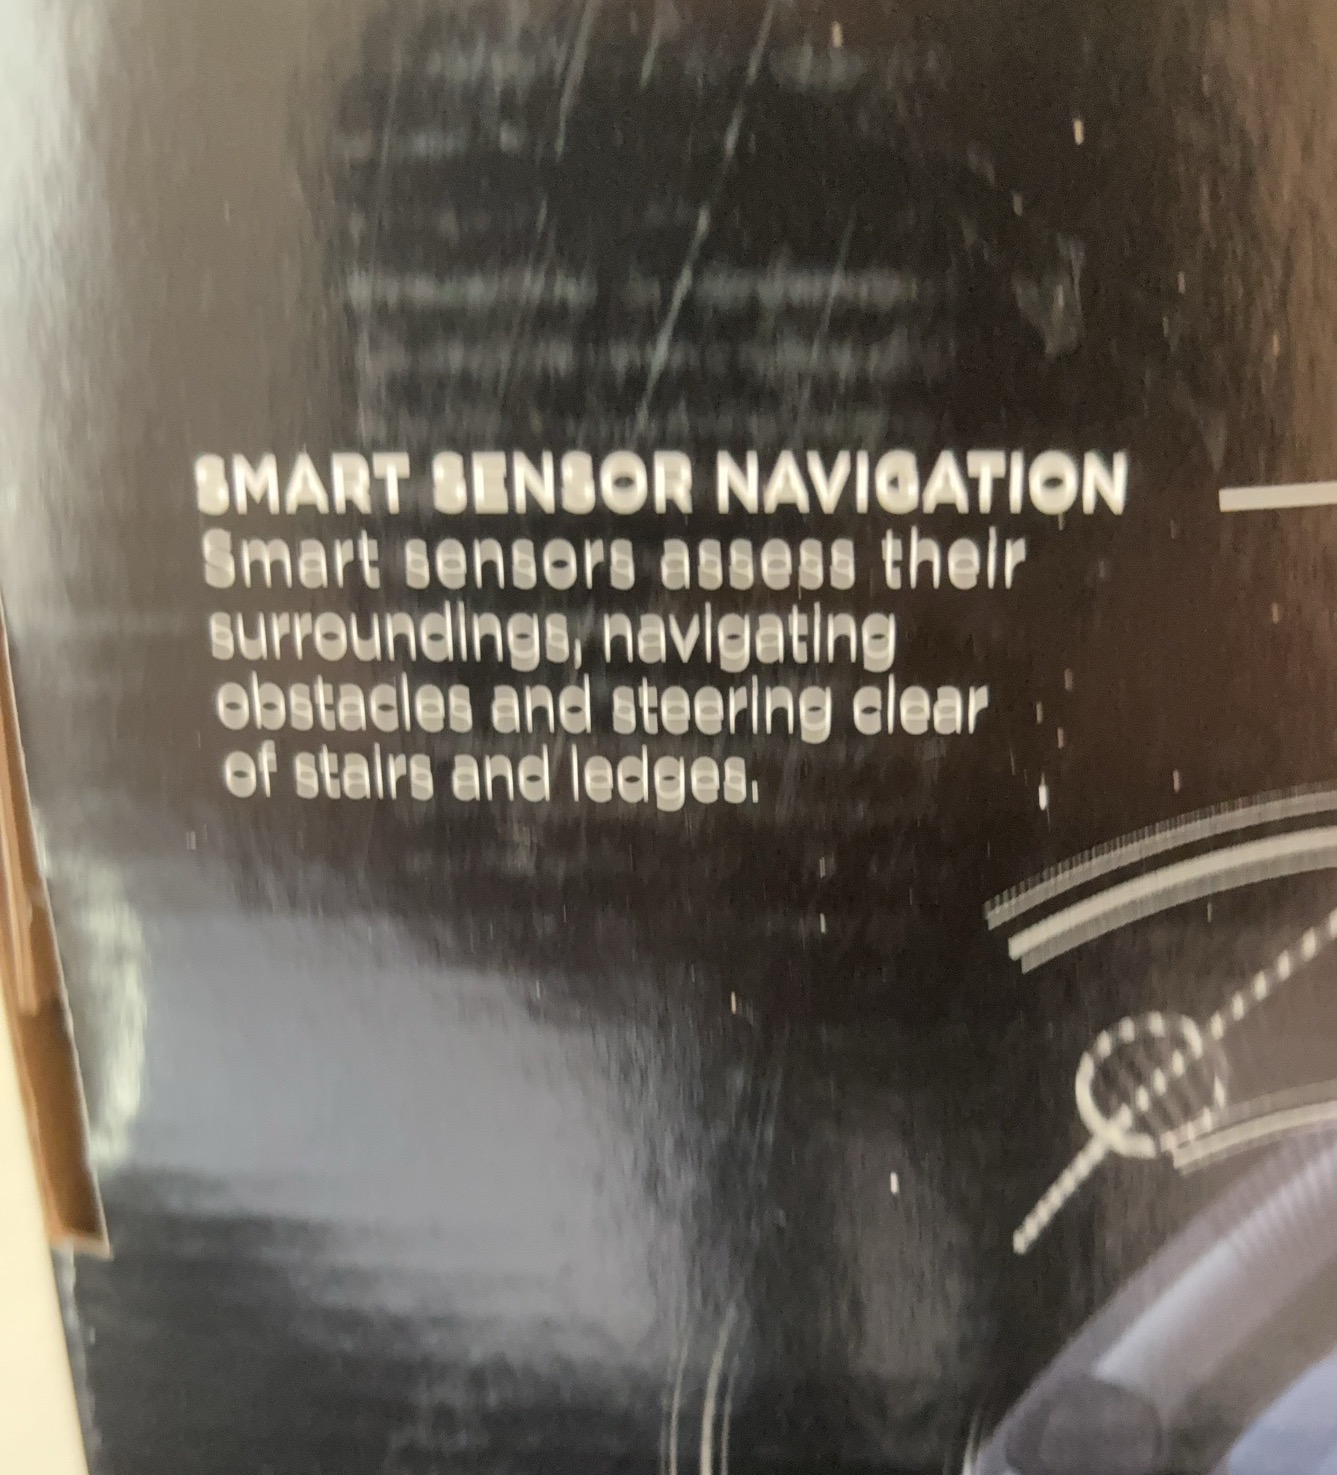 SMART SENSOR NAVIGATION
Smart sensors assess their
surroundings, navigating
obstacles and steering clear
of stairs and ledges.